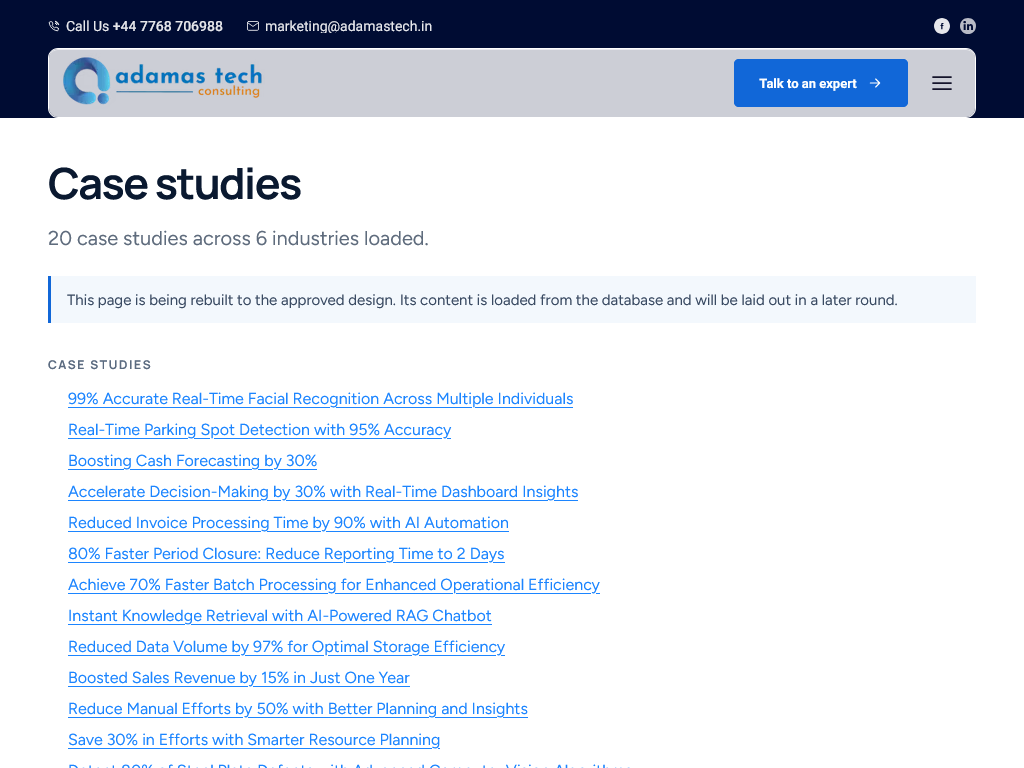 Call Us +44 7768 706988
marketing@adamastech.in
adamas tech
consulting
Talk to an expert
Case studies
20 case studies across 6 industries loaded.
This page is being rebuilt to the approved design. Its content is loaded from the database and will be laid out in a later round.
CASE STUDIES
99% Accurate Real-Time Facial Recognition Across Multiple Individuals
Real-Time Parking Spot Detection with 95% Accuracy
Boosting Cash Forecasting by 30%
Accelerate Decision-Making by 30% with Real-Time Dashboard Insights
Reduced Invoice Processing Time by 90% with AI Automation
80% Faster Period Closure: Reduce Reporting Time to 2 Days
Achieve 70% Faster Batch Processing for Enhanced Operational Efficiency
Instant Knowledge Retrieval with AI-Powered RAG Chatbot
Reduced Data Volume by 97% for Optimal Storage Efficiency
Boosted Sales Revenue by 15% in Just One Year
Reduce Manual Efforts by 50% with Better Planning and Insights
Save 30% in Efforts with Smarter Resource Planning